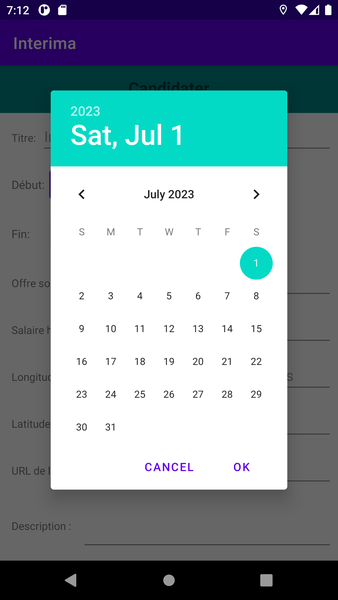 7:12
Interima
Candidater
Titre:
Début:
Fin:
Offre so
Salaire h
Longitud
S
Latitude
URL de l
Description :
2023
Sat, Jul 1
July 2023
S M T W T F S
1
2 3 4 5 6 7 8
9 10 11 12 13 14 15
16 17 18 19 20 21 22
23 24 25 26 27 28 29
30 31
CANCEL OK